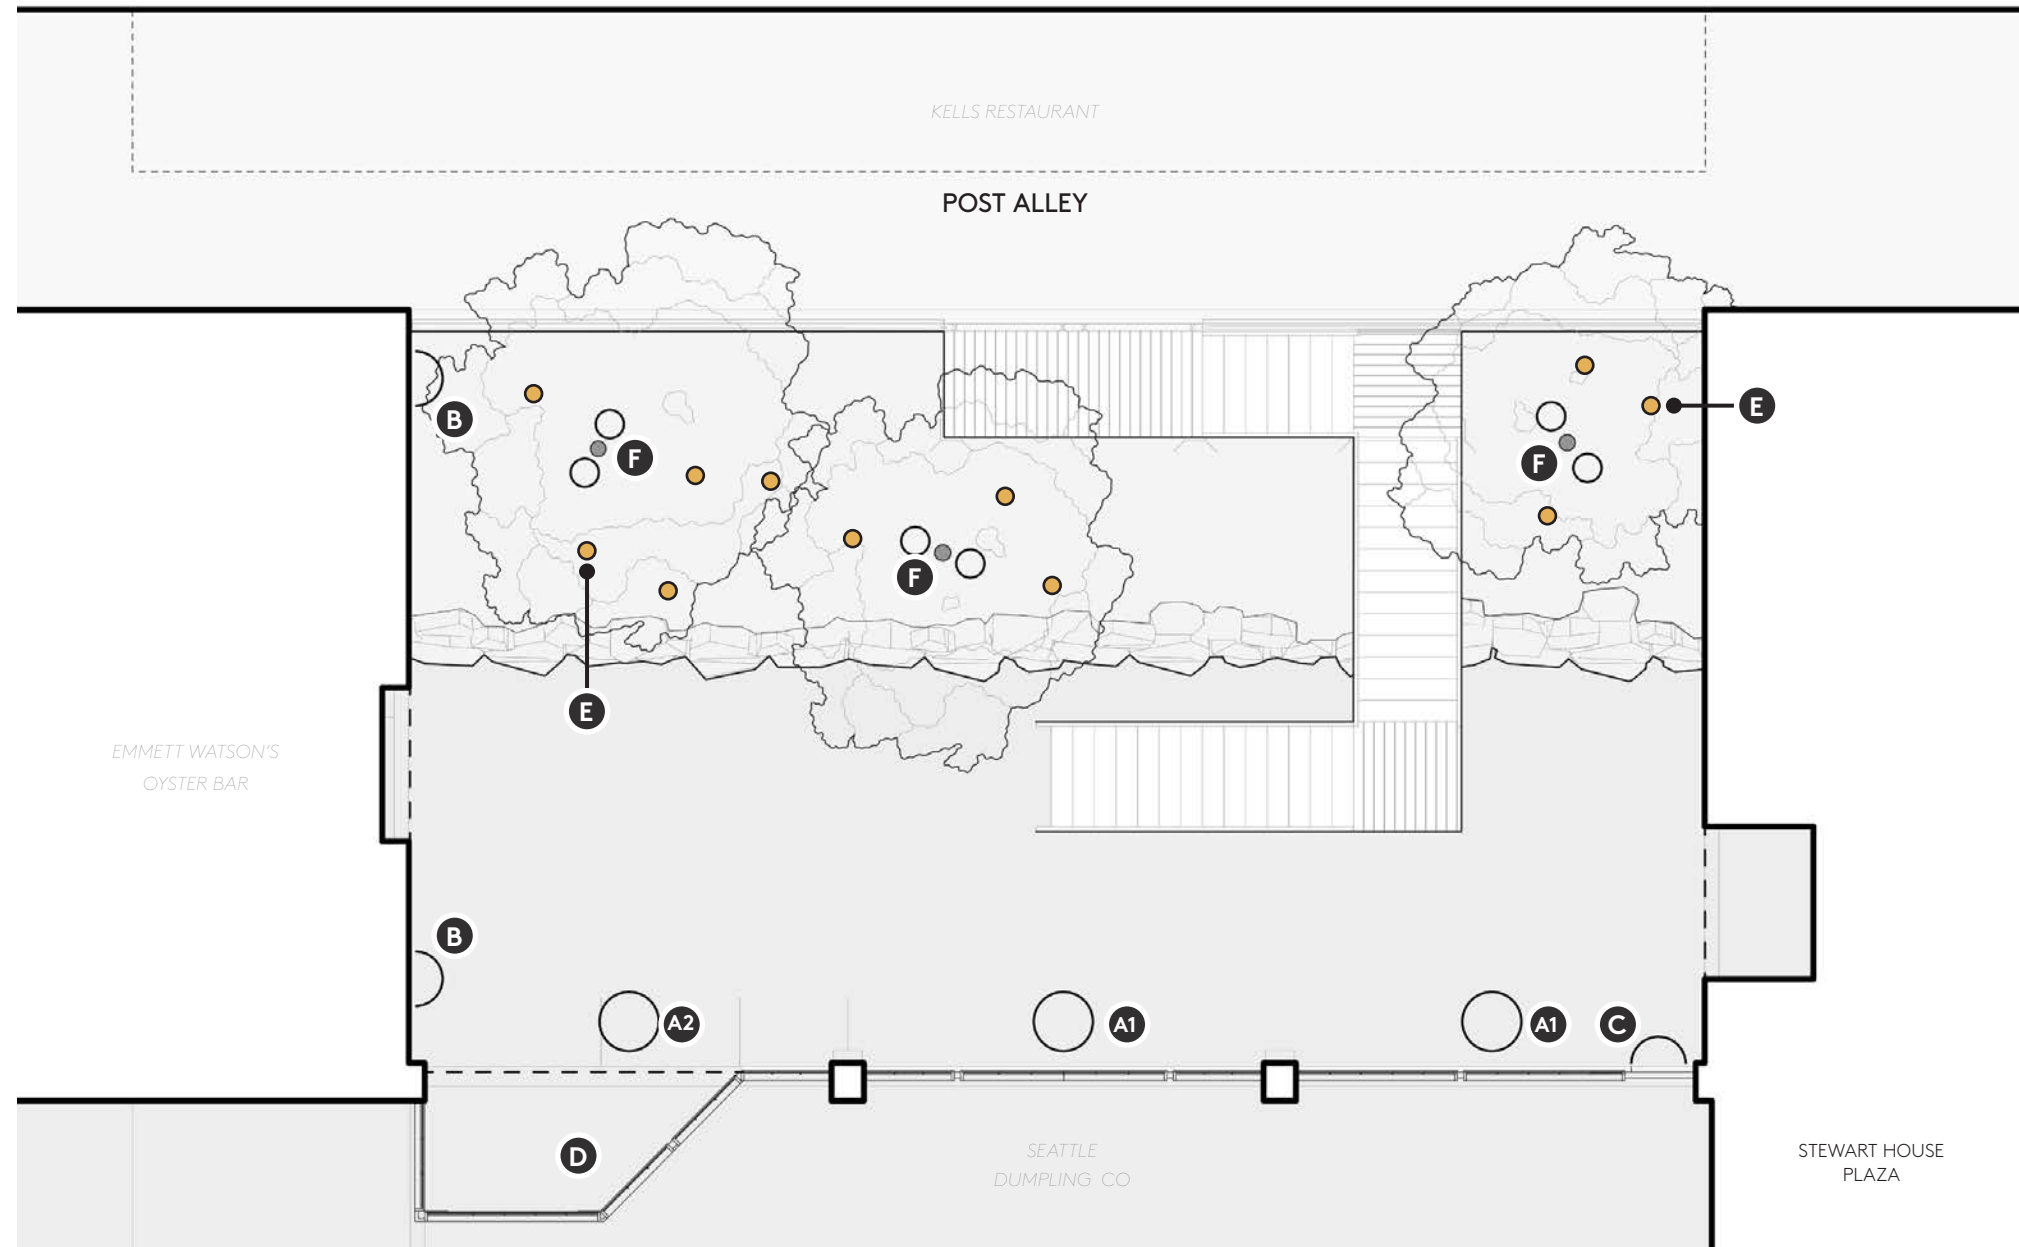 KELLS RESTAURANT
POST ALLEY
B
E
F
F
F
E
EMMETT WATSON'S
OYSTER BAR
B
A2
A1
A1
C
D
SEATTLE
DUMPLING CO
STEWART HOUSE
PLAZA